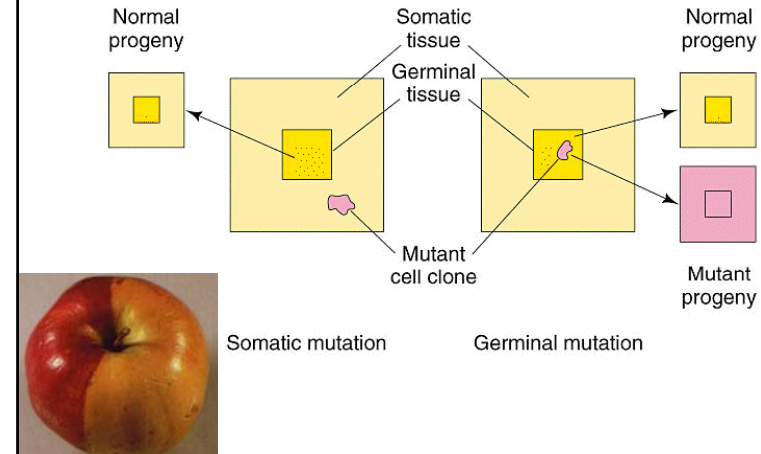 Normal
progeny
Somatic
tissue
Germinal
tissue
Normal
progeny
Mutant
cell clone
Mutant
progeny
Somatic mutation
Germinal mutation